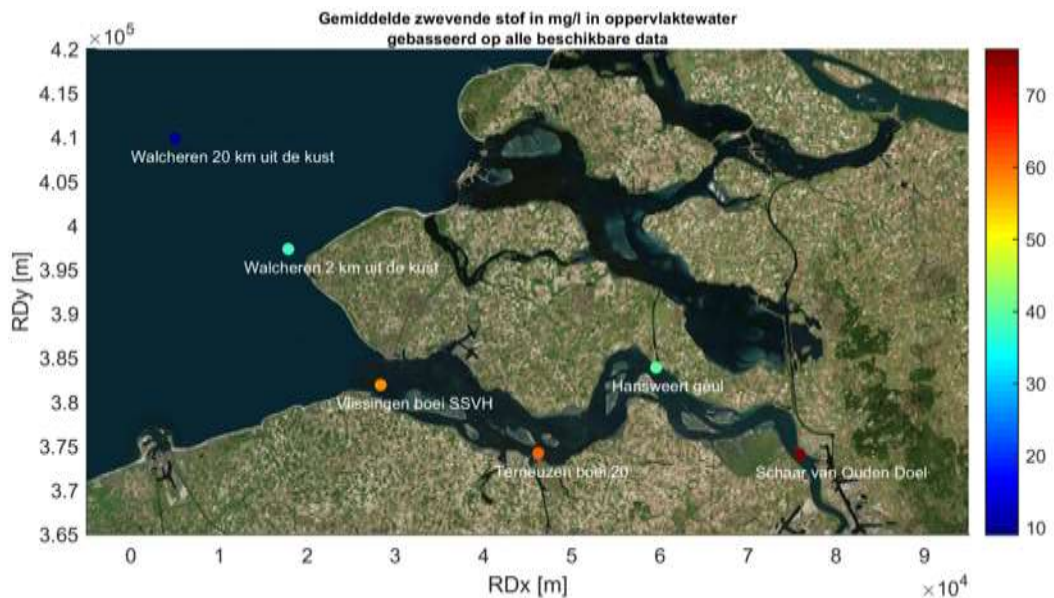 Gemiddelde zwevende stof in mg/l in oppervlaktewater
gebasseerd op alle beschikbare data
×10⁵
4.2
4.15
4.1
4.05
4
3.95
3.9
3.85
3.8
3.75
3.7
3.65
RDy [m]
Walcheren 20 km uit de kust
Walcheren 2 km uit de kust
Vlissingen boei SSVH
Hansweert geul
Terneuzen boei 20
Schaar van Ouden Doel
0 1 2 3 4 5 6 7 8 9
RDx [m]
×10⁴
70
60
50
40
30
20
10